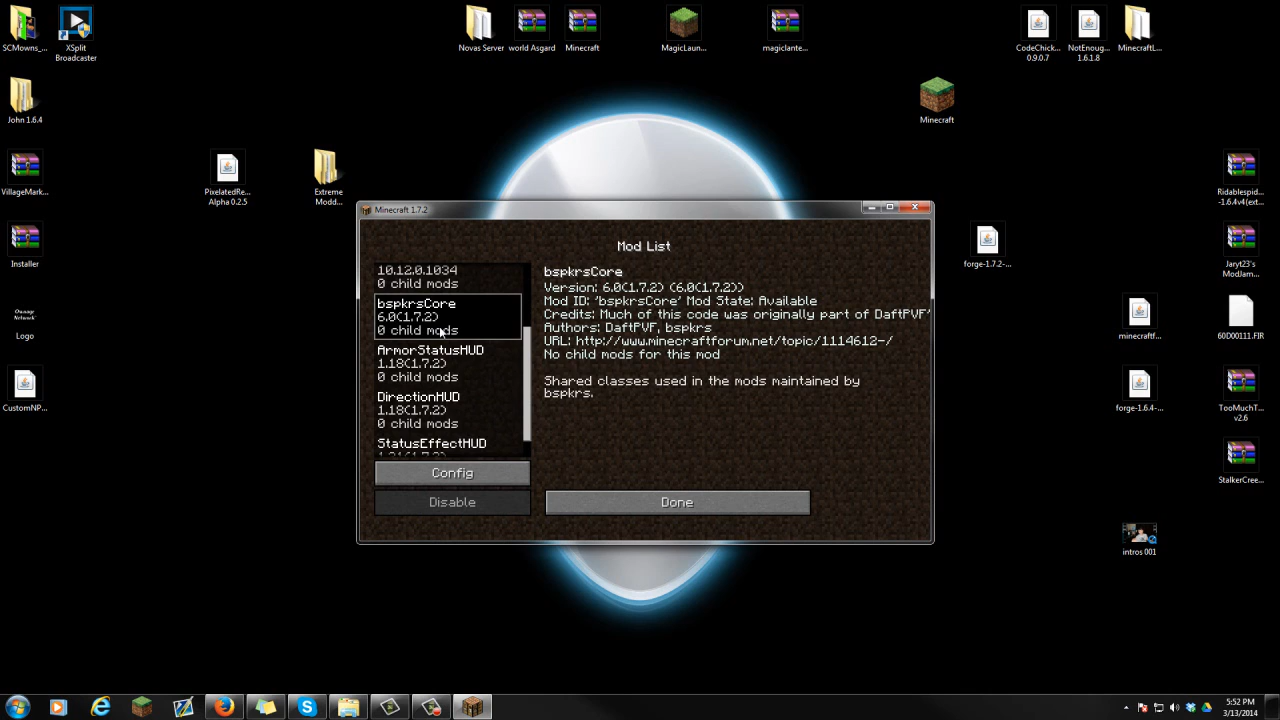 SCMowns_...
XSplit
Broadcaster
Novas Server
world Asgard
Minecraft
MagicLaun...
magiclante...
CodeChick...
0.9.0.7
NotEnoug...
1.6.1.8
MinecraftL...
John 1.6.4
Minecraft
VillageMark...
PixelatedRe...
Alpha 0.2.5
Extreme
Modd...
Ridablespid...
-1.6.4v4(ext...
Installer
forge-1.7.2-...
Jaryt23's
ModJam...
Logo
minecraftf...
60D00111.FIR
CustomNP...
forge-1.6.4-...
TooMuchT...
v2.6
StalkerCree...
intros 001
Minecraft 1.7.2
Mod List
10.12.0.1034
0 child mods
bspkrsCore
6.0(1.7.2)
0 child mods
ArmorStatusHUD
1.18(1.7.2)
0 child mods
DirectionHUD
1.18(1.7.2)
0 child mods
StatusEffectHUD
Config
Disable
bspkrsCore
Version: 6.0(1.7.2) (6.0(1.7.2))
Mod ID: 'bspkrsCore' Mod State: Available
Credits: Much of this code was originally part of DaftPVF'
Authors: DaftPVF, bspkrs
URL: http://www.minecraftforum.net/topic/1114612-/
No child mods for this mod
Shared classes used in the mods maintained by
bspkrs.
Done
5:52 PM
3/13/2014